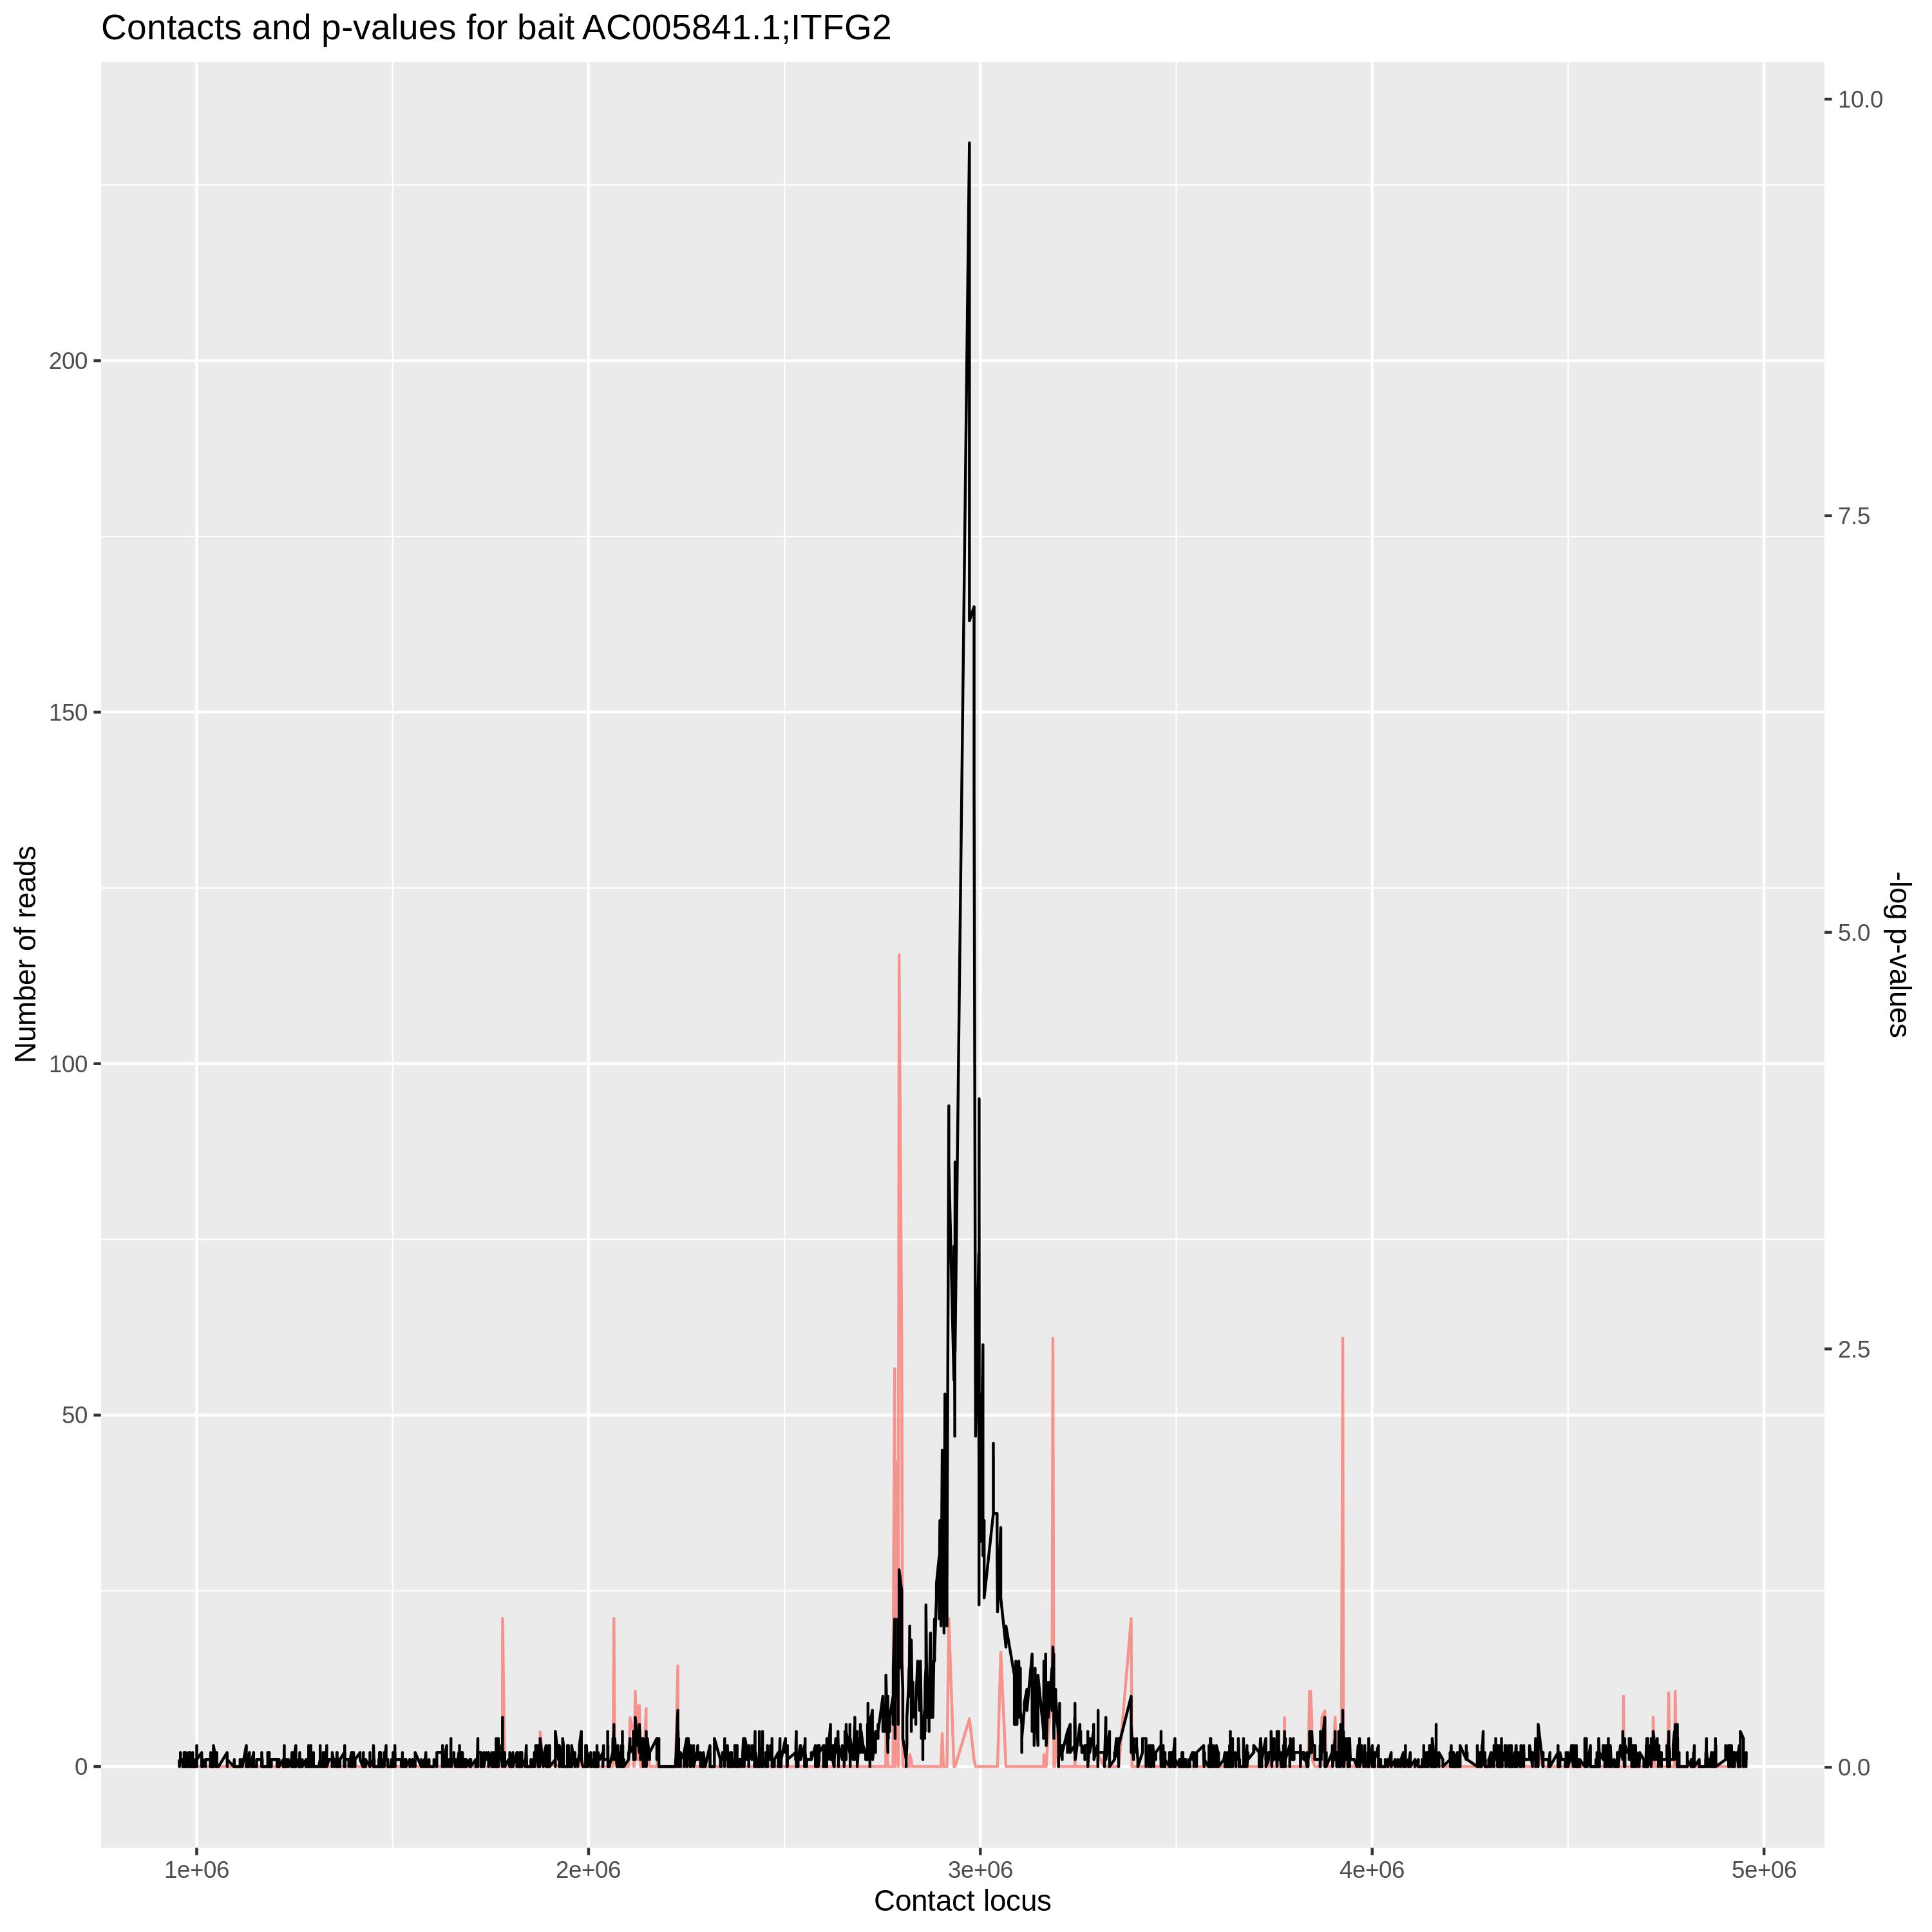 Contacts and p-values for bait AC005841.1;ITFG2
Number of reads
200
150
100
50
0
10.0
7.5
5.0
2.5
0.0
-log p-values
1e+06
2e+06
3e+06
4e+06
5e+06
Contact locus